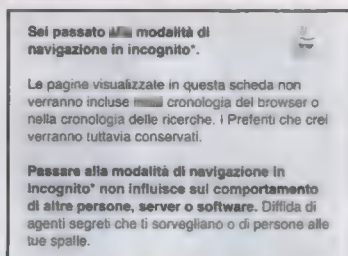 Sei passato modalità di
navigazione in incognito*.
Le pagine visualizzate in questa scheda non
verranno incluse cronologia del browser o
nella cronologia delle ricerche. I Preferiti che crei
verranno tuttavia conservati.
Passare alla modalità di navigazione in
incognito* non influisce sul comportamento
di altre persone, server o software. Diffida di
agenti segreti che ti sorvegliano o di persone alle
tue spalle.